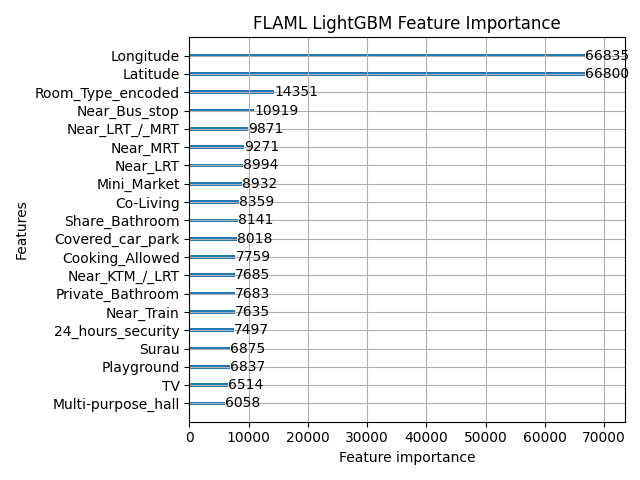 FLAML LightGBM Feature Importance
Longitude 66835
Latitude 66800
Room_Type_encoded 14351
Near_Bus_stop 10919
Near_LRT_/_MRT 9871
Near_MRT 9271
Near_LRT 8994
Mini_Market 8932
Co-Living 8359
Share_Bathroom 8141
Covered_car_park 8018
Cooking_Allowed 7759
Near_KTM_/_LRT 7685
Private_Bathroom 7683
Near_Train 7635
24_hours_security 7497
Surau 6875
Playground 6837
TV 6514
Multi-purpose_hall 6058
Features
0 10000 20000 30000 40000 50000 60000 70000
Feature importance